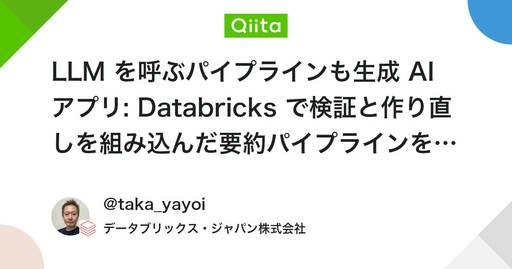 Qiita
LLM を呼ぶパイプラインも生成 AI
アプリ: Databricks で検証と作り直
しを組み込んだ要約パイプラインを…
@taka_yayoi
データブリックス・ジャパン株式会社